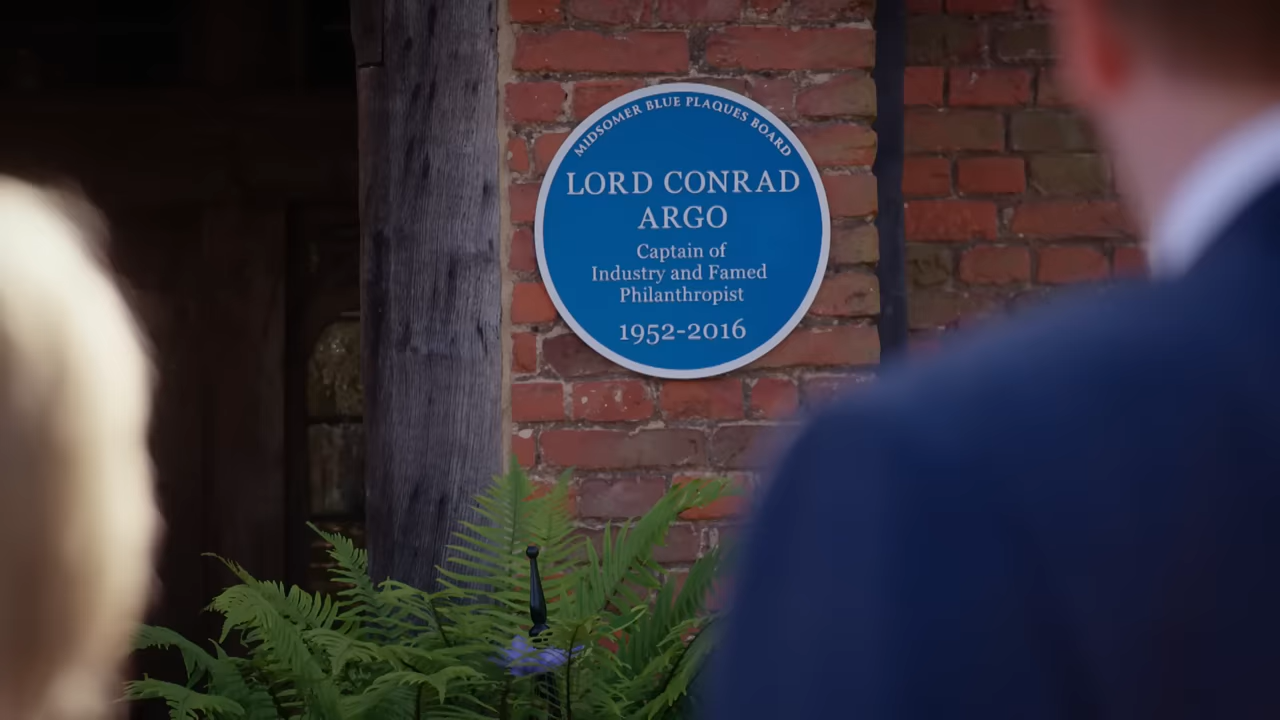 MIDSOMER BLUE PLAQUES BOARD
LORD CONRAD
ARGO
Captain of
Industry and Famed
Philanthropist
1952-2016